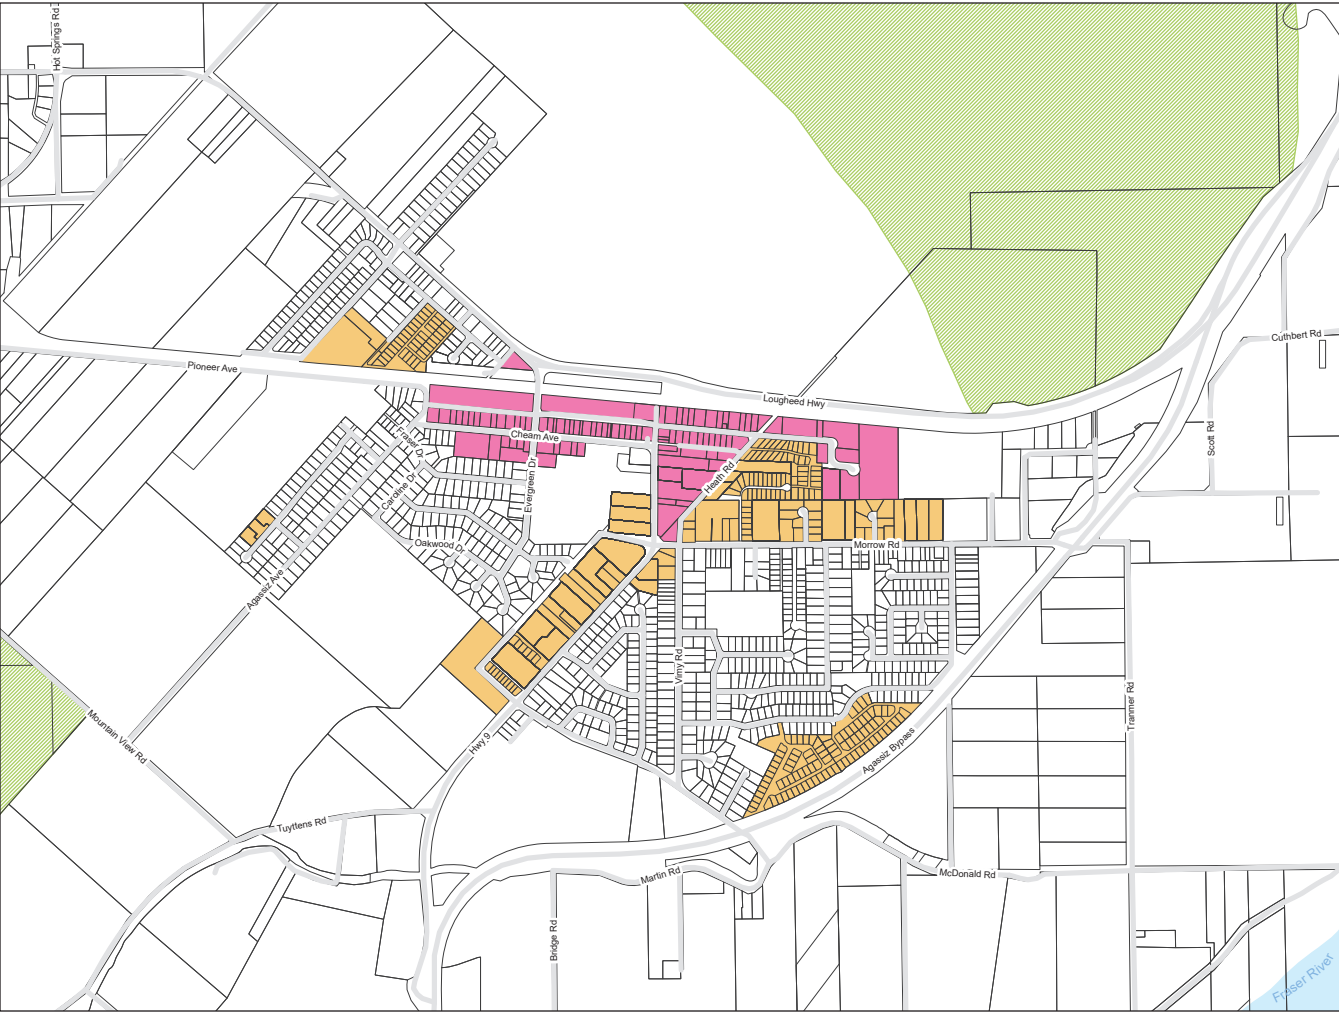 Hot Springs Rd
Cuthbert Rd
Pioneer Ave
Lougheed Hwy
Scott Rd
Fraser Dr
Cheam Ave
Heath Rd
Evergreen Dr
Caroline Dr
Oakwood Dr
Morrow Rd
Agassiz Ave
Vimy Rd
Tranmer Rd
Mountain View Rd
Hwy 9
Agassiz Bypass
Tuyttens Rd
Martin Rd
McDonald Rd
Bridge Rd
Fraser River